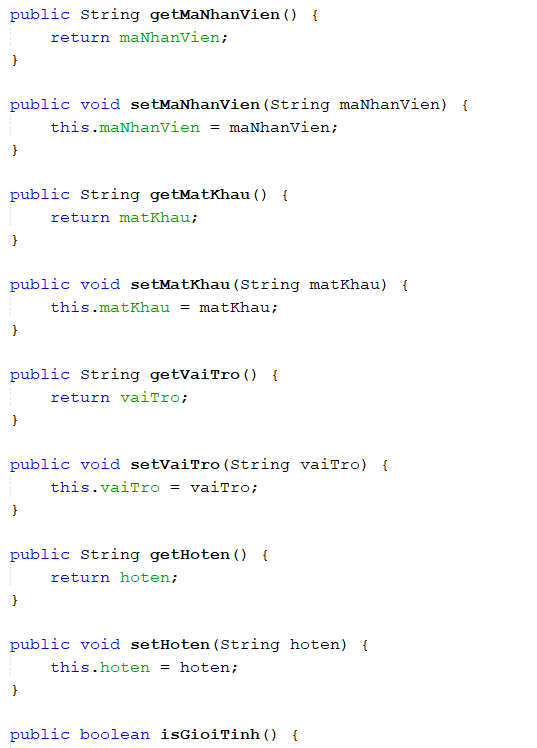 public String getMaNhanVien() {
return maNhanVien;
}
public void setMaNhanVien(String maNhanVien) {
this.maNhanVien = maNhanVien;
}
public String getMatKhau() {
return matKhau;
}
public void setMatKhau(String matKhau) {
this.matKhau = matKhau;
}
public String getVaiTro() {
return vaiTro;
}
public void setVaiTro(String vaiTro) {
this.vaiTro = vaiTro;
}
public String getHoten() {
return hoten;
}
public void setHoten(String hoten) {
this.hoten = hoten;
}
public boolean isGioiTinh() {